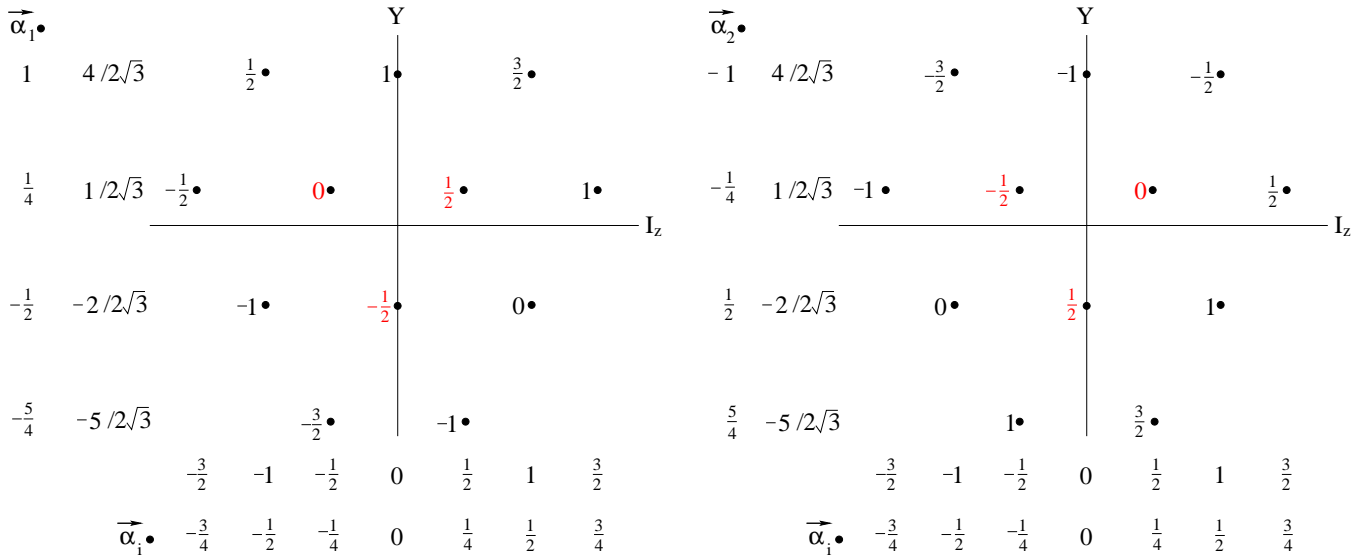 α⃗₁• Y α⃗₂• Y
1 4/2√3 1/2 1 3/2 -1 4/2√3 -3/2 -1 -1/2
1/4 1/2√3 -1/2 0 1/2 1 -1/4 1/2√3 -1 -1/2 0 1/2
I_z I_z
-1/2 -2/2√3 -1 -1/2 0 1/2 -2/2√3 0 1/2 1
-5/4 -5/2√3 -3/2 -1 5/4 -5/2√3 1 3/2
-3/2 -1 -1/2 0 1/2 1 3/2 -3/2 -1 -1/2 0 1/2 1 3/2
α⃗ᵢ• -3/4 -1/2 -1/4 0 1/4 1/2 3/4 α⃗ᵢ• -3/4 -1/2 -1/4 0 1/4 1/2 3/4